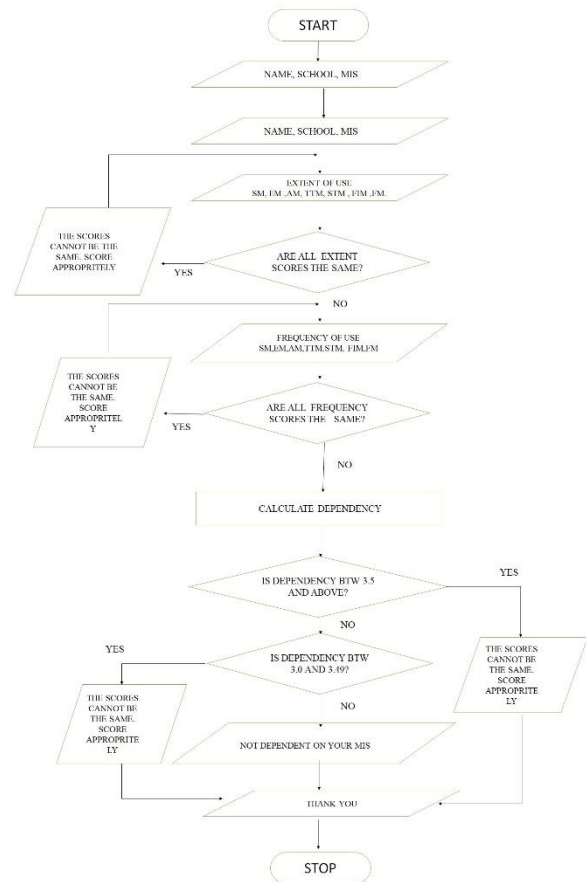 START
NAME, SCHOOL, MIS
NAME, SCHOOL, MIS
EXTENT OF USE
SM, EM ,AM, TTM, STM , FIM ,FM.
THE SCORES
CANNOT BE THE
SAME. SCORE
APPROPRITELY
YES
ARE ALL EXTENT
SCORES THE SAME?
NO
FREQUENCY OF USE
SM,EM,AM,TTM,STM, FIM,FM
THE SCORES
CANNOT BE
THE SAME.
SCORE
APPROPRITEL
Y
YES
ARE ALL FREQUENCY
SCORES THE SAME?
NO
CALCULATE DEPENDENCY
IS DEPENDENCY BTW 3.5
AND ABOVE?
YES
NO
YES
IS DEPENDENCY BTW
3.0 AND 3.49?
THE SCORES
CANNOT BE
THE SAME.
SCORE
APPROPRITE
LY
THE SCORES
CANNOT BE
THE SAME.
SCORE
APPROPRITE
LY
NO
NOT DEPENDENT ON YOUR MIS
THANK YOU
STOP